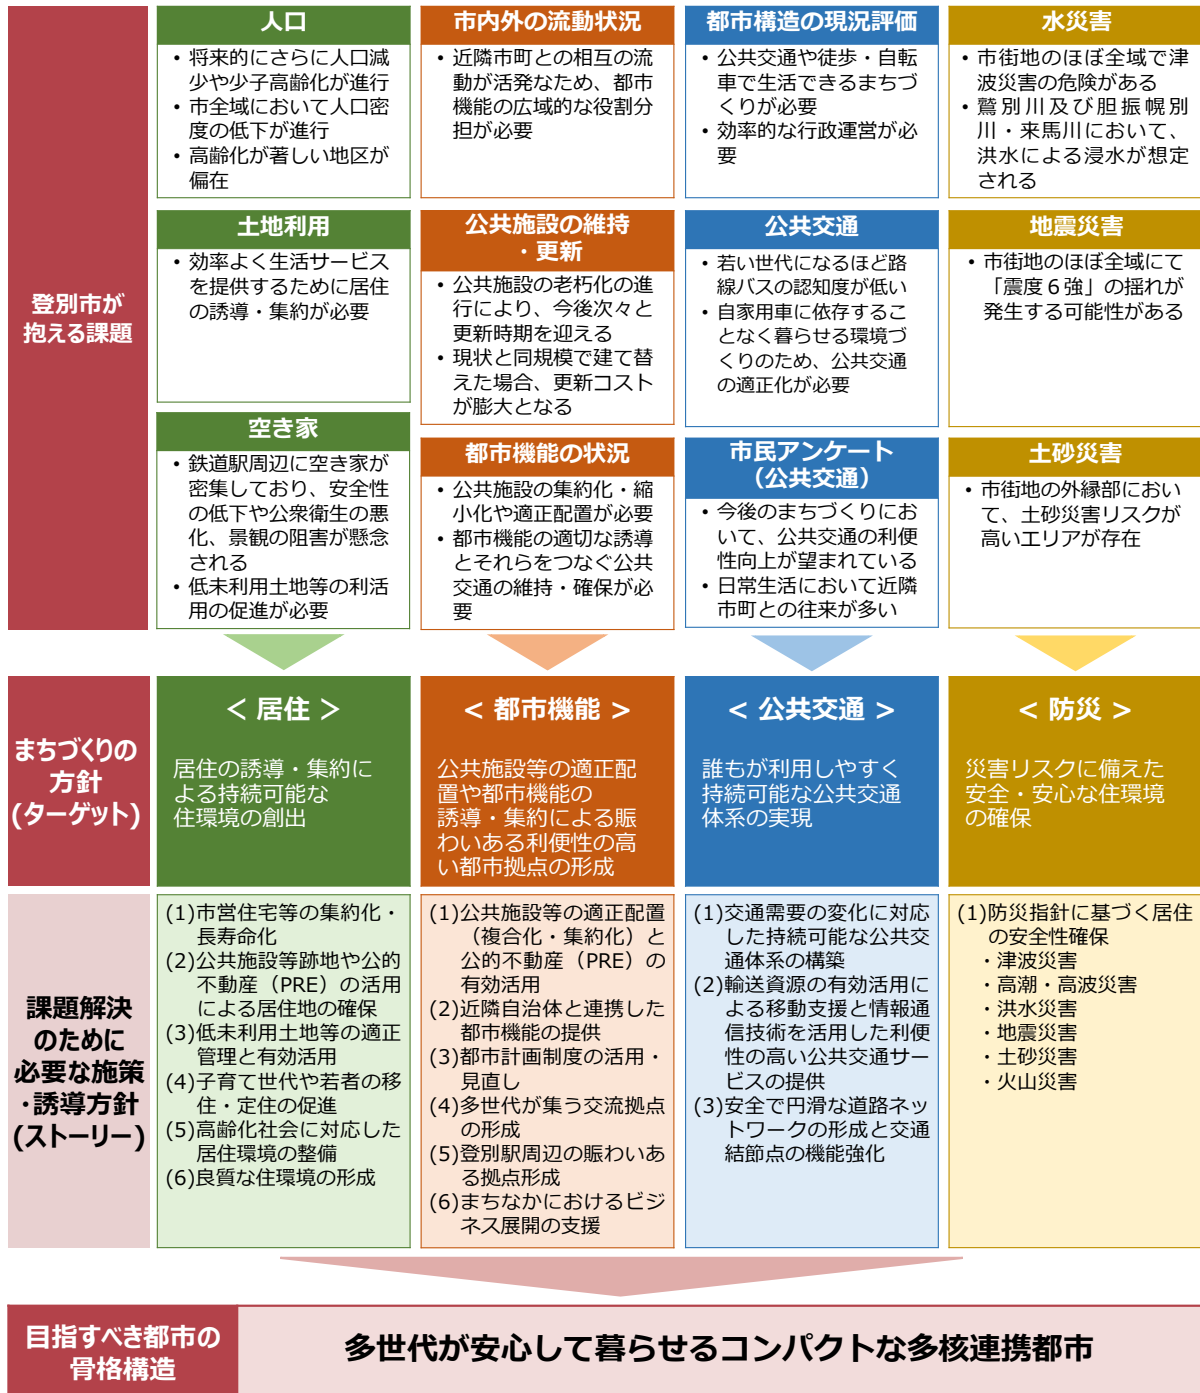 登別市が
抱える課題
人口
• 将来的にさらに人口減
少や少子高齢化が進行
• 市全域において人口密
度の低下が進行
• 高齢化が著しい地区が
偏在
土地利用
• 効率よく生活サービス
を提供するために居住
の誘導・集約が必要
空き家
• 鉄道駅周辺に空き家が
密集しており、安全性
の低下や公衆衛生の悪
化、景観の阻害が懸念
される
• 低未利用土地等の利活
用の促進が必要
市内外の流動状況
• 近隣市町との相互の流
動が活発なため、都市
機能の広域的な役割分
担が必要
公共施設の維持
・更新
• 公共施設の老朽化の進
行により、今後次々と
更新時期を迎える
• 現状と同規模で建て替
えた場合、更新コスト
が膨大となる
都市機能の状況
• 公共施設の集約化・縮
小化や適正配置が必要
• 都市機能の適切な誘導
とそれらをつなぐ公共
交通の維持・確保が必
要
都市構造の現況評価
• 公共交通や徒歩・自転
車で生活できるまちづ
くりが必要
• 効率的な行政運営が必
要
公共交通
• 若い世代になるほど路
線バスの認知度が低い
• 自家用車に依存するこ
となく暮らせる環境づ
くりのため、公共交通
の適正化が必要
市民アンケート
（公共交通）
• 今後のまちづくりにお
いて、公共交通の利便
性向上が望まれている
• 日常生活において近隣
市町との往来が多い
水災害
• 市街地のほぼ全域で津
波災害の危険がある
• 鷲別川及び胆振幌別
川・来馬川において、
洪水による浸水が想定
される
地震災害
• 市街地のほぼ全域にて
「震度６強」の揺れが
発生する可能性がある
土砂災害
• 市街地の外縁部におい
て、土砂災害リスクが
高いエリアが存在
まちづくりの
方針
(ターゲット)
＜ 居住 ＞
居住の誘導・集約に
よる持続可能な
住環境の創出
＜ 都市機能 ＞
公共施設等の適正配
置や都市機能の
誘導・集約による賑
わいある利便性の高
い都市拠点の形成
＜ 公共交通 ＞
誰もが利用しやすく
持続可能な公共交通
体系の実現
＜ 防災 ＞
災害リスクに備えた
安全・安心な住環境
の確保
課題解決
のために
必要な施策
・誘導方針
(ストーリー)
(1)市営住宅等の集約化・
長寿命化
(2)公共施設等跡地や公的
不動産（PRE）の活用
による居住地の確保
(3)低未利用土地等の適正
管理と有効活用
(4)子育て世代や若者の移
住・定住の促進
(5)高齢化社会に対応した
居住環境の整備
(6)良質な住環境の形成
(1)公共施設等の適正配置
（複合化・集約化）と
公的不動産（PRE）の
有効活用
(2)近隣自治体と連携した
都市機能の提供
(3)都市計画制度の活用・
見直し
(4)多世代が集う交流拠点
の形成
(5)登別駅周辺の賑わいあ
る拠点形成
(6)まちなかにおけるビジ
ネス展開の支援
(1)交通需要の変化に対応
した持続可能な公共交
通体系の構築
(2)輸送資源の有効活用に
よる移動支援と情報通
信技術を活用した利便
性の高い公共交通サー
ビスの提供
(3)安全で円滑な道路ネッ
トワークの形成と交通
結節点の機能強化
(1)防災指針に基づく居住
の安全性確保
・津波災害
・高潮・高波災害
・洪水災害
・地震災害
・土砂災害
・火山災害
目指すべき都市の
骨格構造
多世代が安心して暮らせるコンパクトな多核連携都市